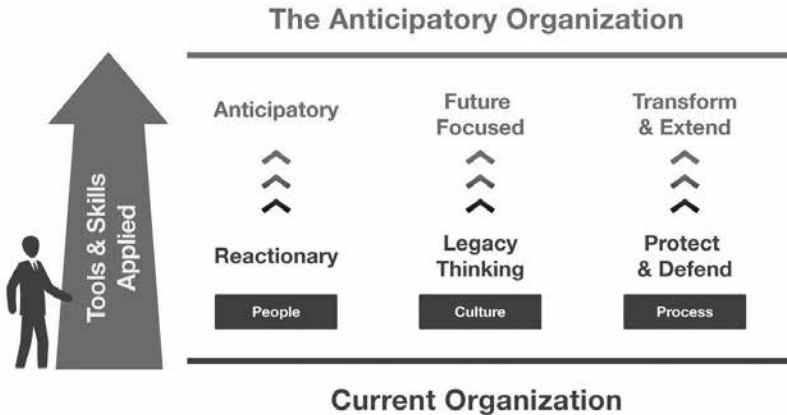 The Anticipatory Organization
Tools & Skills
Applied
Anticipatory
Future
Focused
Transform
& Extend
Reactionary
Legacy
Thinking
Protect
& Defend
People
Culture
Process
Current Organization